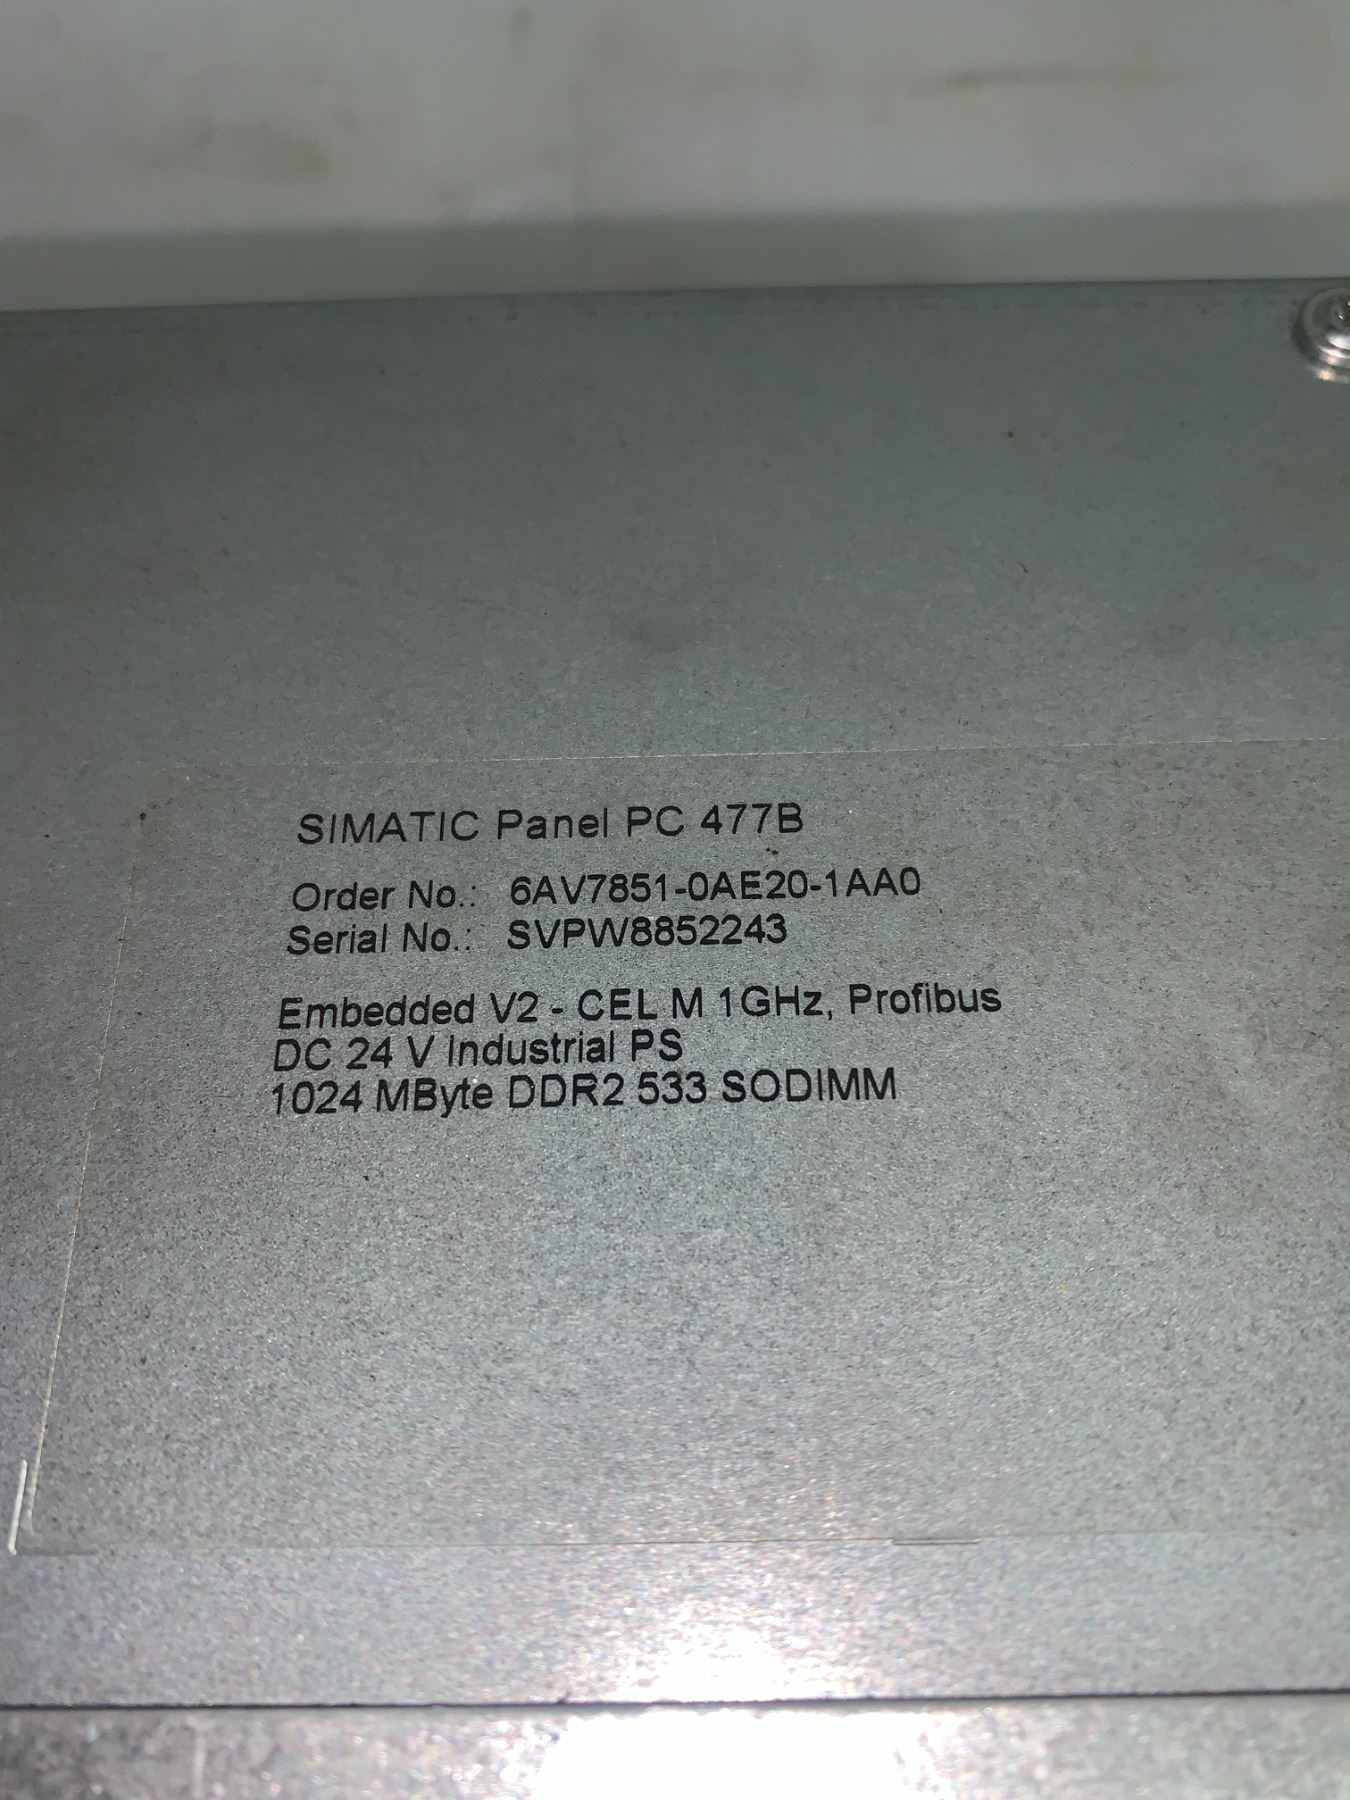 SIMATIC Panel PC 477B
Order No.: 6AV7851-0AE20-1AA0
Serial No.: SVPW8852243
Embedded V2 - CEL M 1GHz, Profibus
DC 24 V Industrial PS
1024 MByte DDR2 533 SODIMM